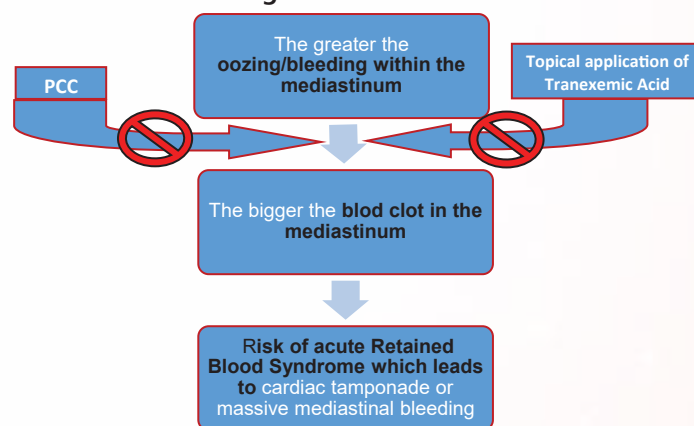 The greater the
oozing/bleeding within the
mediastinum
PCC
Topical application of
Tranexemic Acid
The bigger the blod clot in the
mediastinum
Risk of acute Retained
Blood Syndrome which leads
to cardiac tamponade or
massive mediastinal bleeding